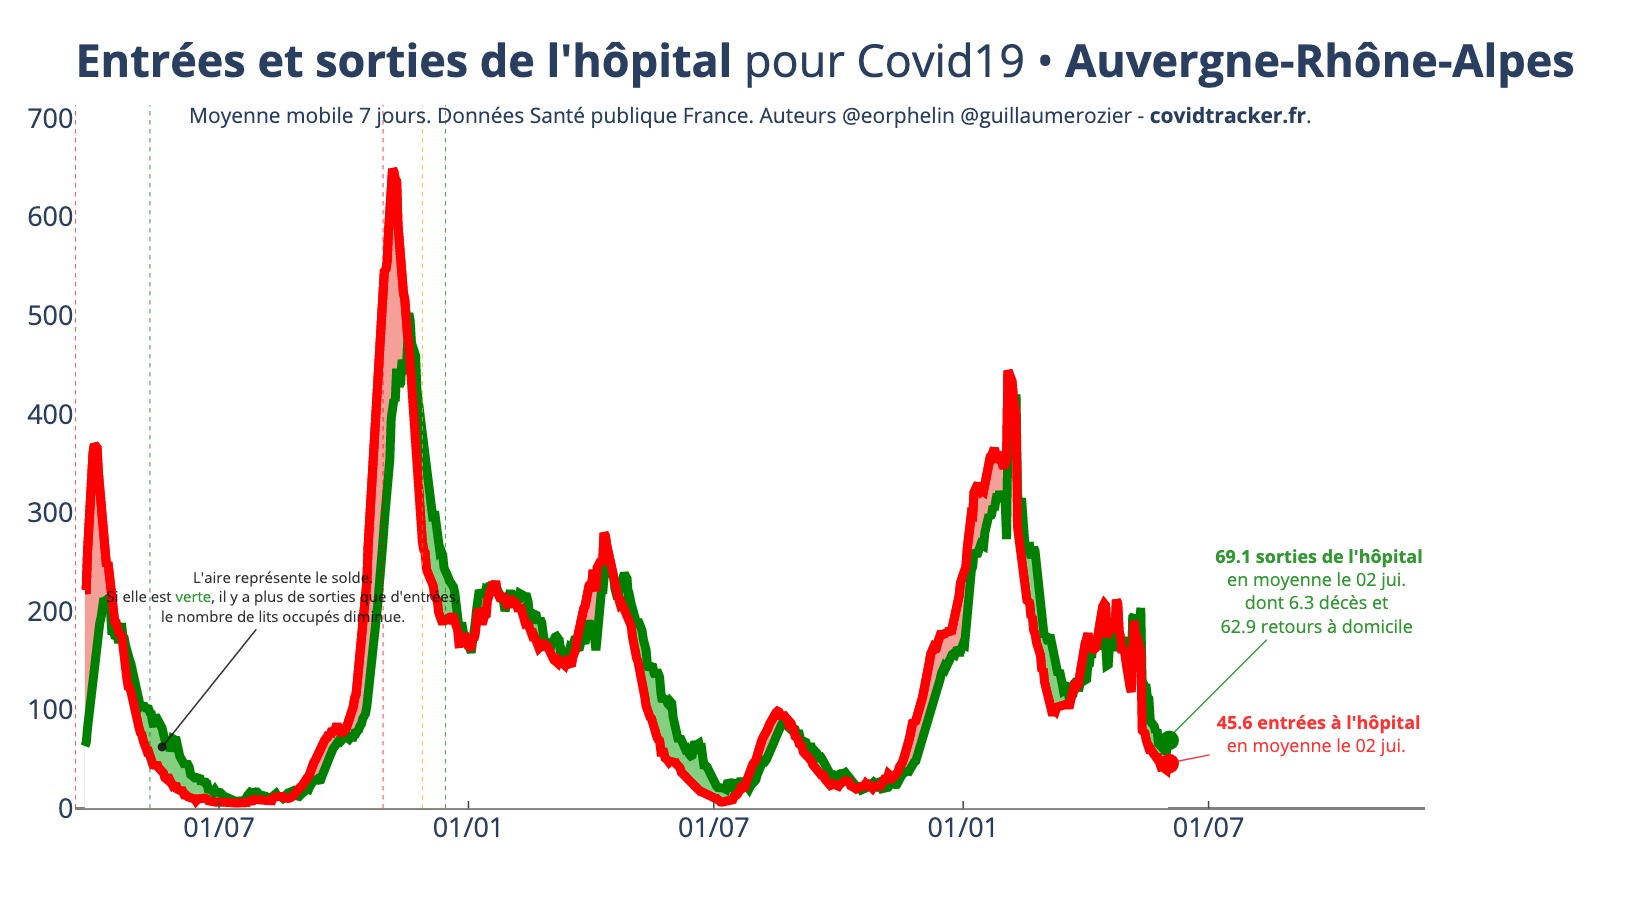 Entrées et sorties de l'hôpital pour Covid19 • Auvergne-Rhône-Alpes
Moyenne mobile 7 jours. Données Santé publique France. Auteurs @eorphelin @guillaumerozier - covidtracker.fr.
700
600
500
400
300
200
100
0
L'aire représente le solde.
Si elle est verte, il y a plus de sorties que d'entrées,
le nombre de lits occupés diminue.
69.1 sorties de l'hôpital
en moyenne le 02 jui.
dont 6.3 décès et
62.9 retours à domicile
45.6 entrées à l'hôpital
en moyenne le 02 jui.
01/07
01/01
01/07
01/01
01/07